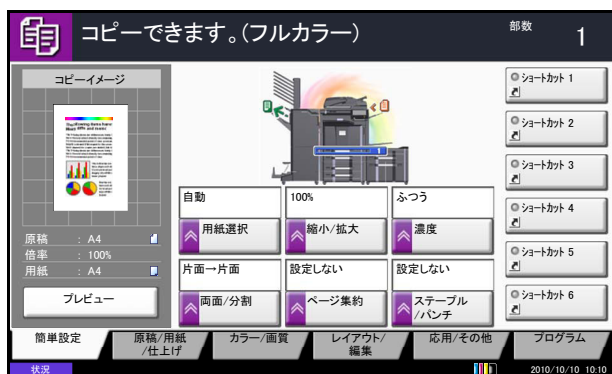 コピーできます。(フルカラー)
部数
1
コピーイメージ
原稿 : A4
倍率 : 100%
用紙 : A4
プレビュー
自動
用紙選択
100%
縮小/拡大
ふつう
濃度
片面→片面
両面/分割
設定しない
ページ集約
設定しない
ステープル
/パンチ
ショートカット 1
ショートカット 2
ショートカット 3
ショートカット 4
ショートカット 5
ショートカット 6
簡単設定
原稿/用紙
/仕上げ
カラー/画質
レイアウト/
編集
応用/その他
プログラム
状況
2010/10/10 10:10